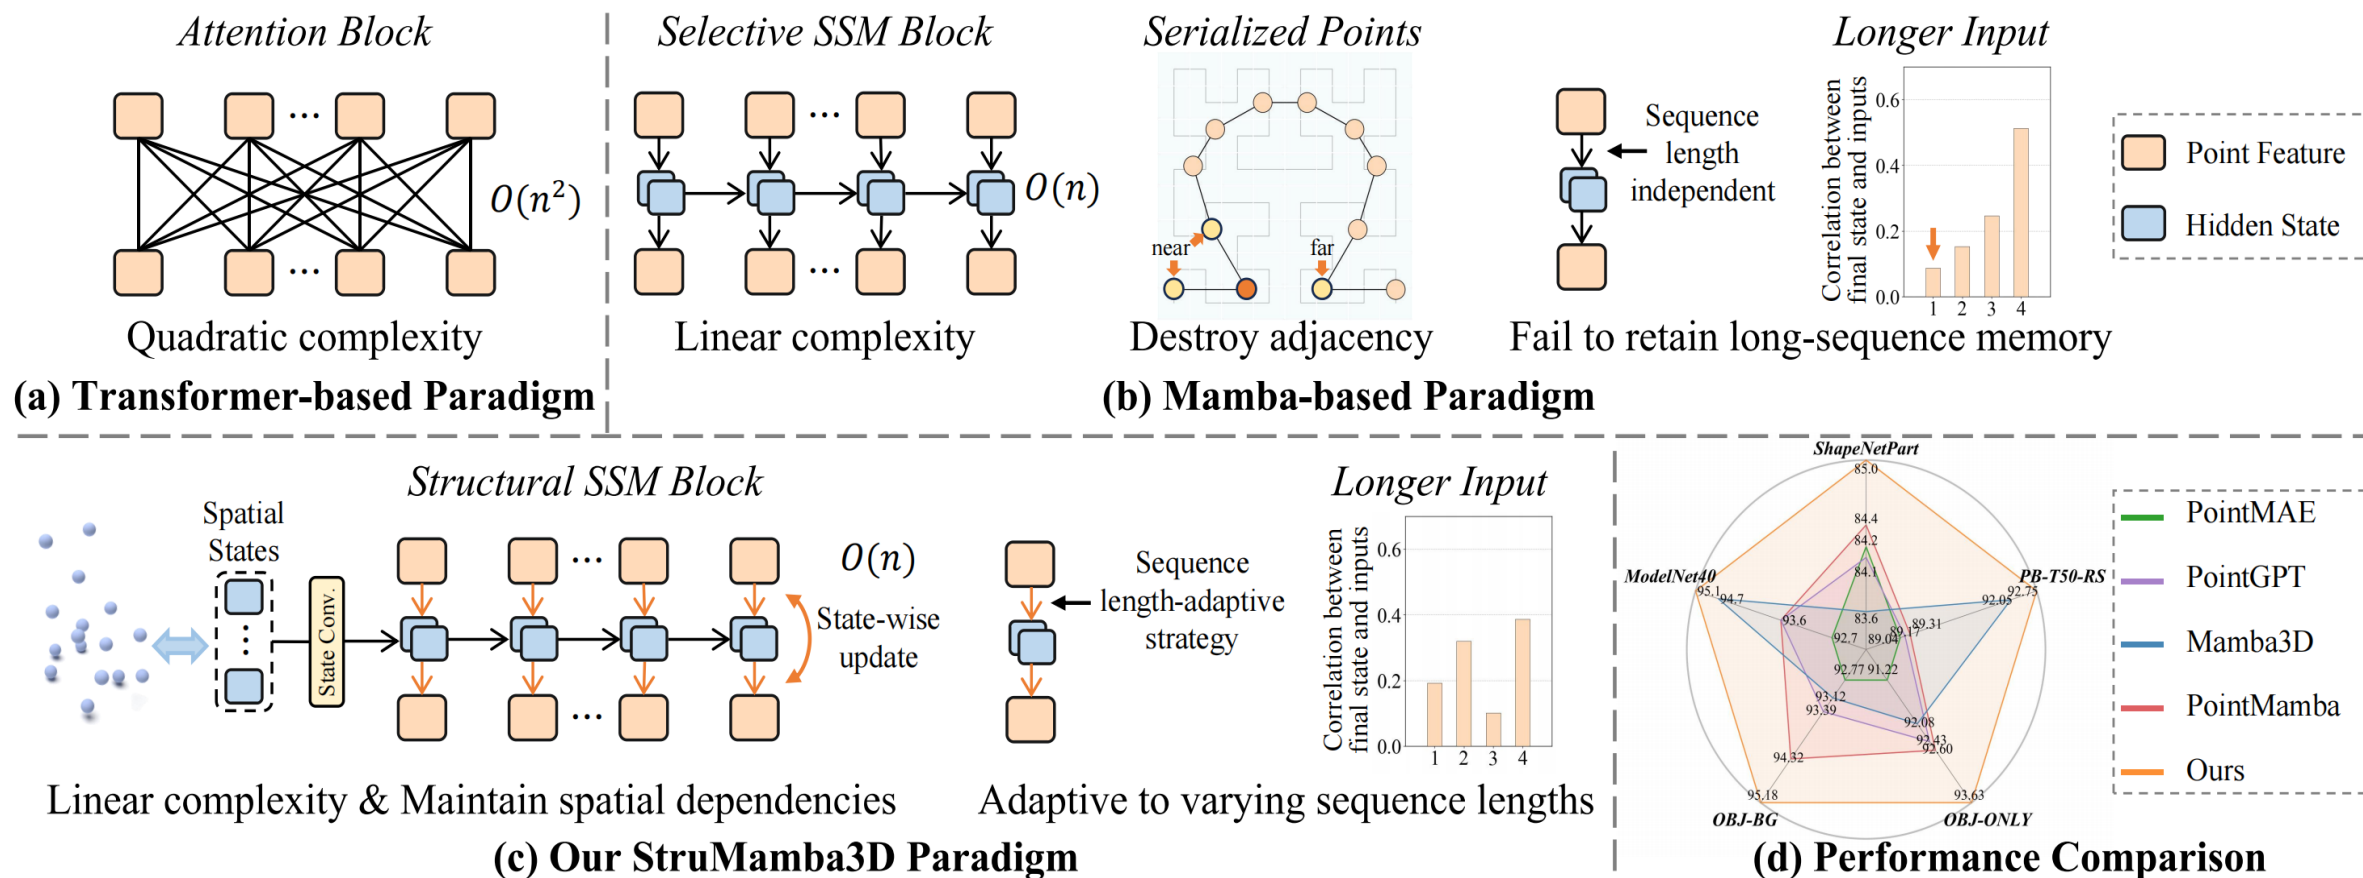 Attention Block
...
O(n²)
...
Quadratic complexity
(a) Transformer-based Paradigm
Selective SSM Block
...
O(n)
...
Linear complexity
Serialized Points
near
far
Destroy adjacency
Longer Input
Sequence
length
independent
Correlation between
final state and inputs
0.6
0.4
0.2
0.0
1 2 3 4
Fail to retain long-sequence memory
(b) Mamba-based Paradigm
Point Feature
Hidden State
Structural SSM Block
Spatial
States
...
State Conv.
...
O(n)
State-wise
update
...
Linear complexity & Maintain spatial dependencies
Longer Input
Sequence
length-adaptive
strategy
Correlation between
final state and inputs
0.6
0.4
0.2
0.0
1 2 3 4
Adaptive to varying sequence lengths
(c) Our StruMamba3D Paradigm
ShapeNetPart
85.0
84.4
84.2
84.1
83.6
ModelNet40
95.1
94.7
93.6
92.7
PB-T50-RS
92.75
92.05
89.31
89.17
89.04
92.77
91.22
93.12
93.39
94.32
95.18
OBJ-BG
92.08
92.43
92.60
93.63
OBJ-ONLY
PointMAE
PointGPT
Mamba3D
PointMamba
Ours
(d) Performance Comparison